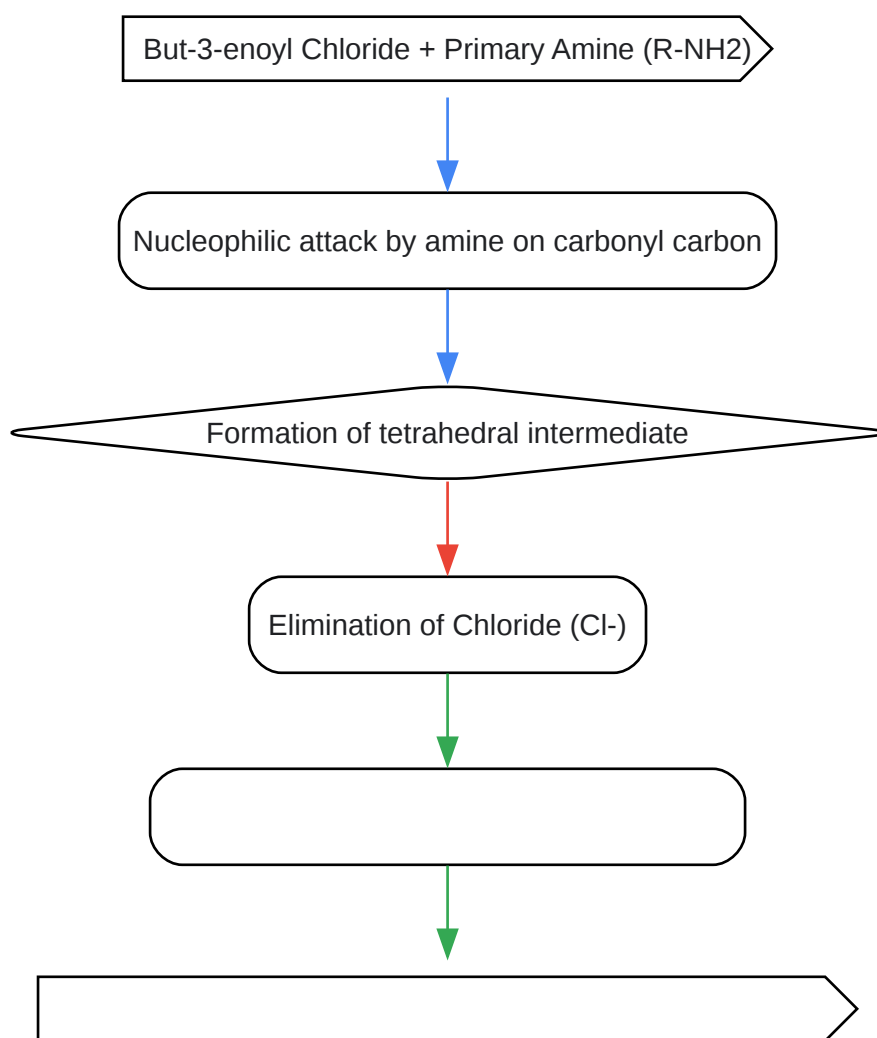 But-3-enoyl Chloride + Primary Amine (R-NH2)
Nucleophilic attack by amine on carbonyl carbon
Formation of tetrahedral intermediate
Elimination of Chloride (Cl-)